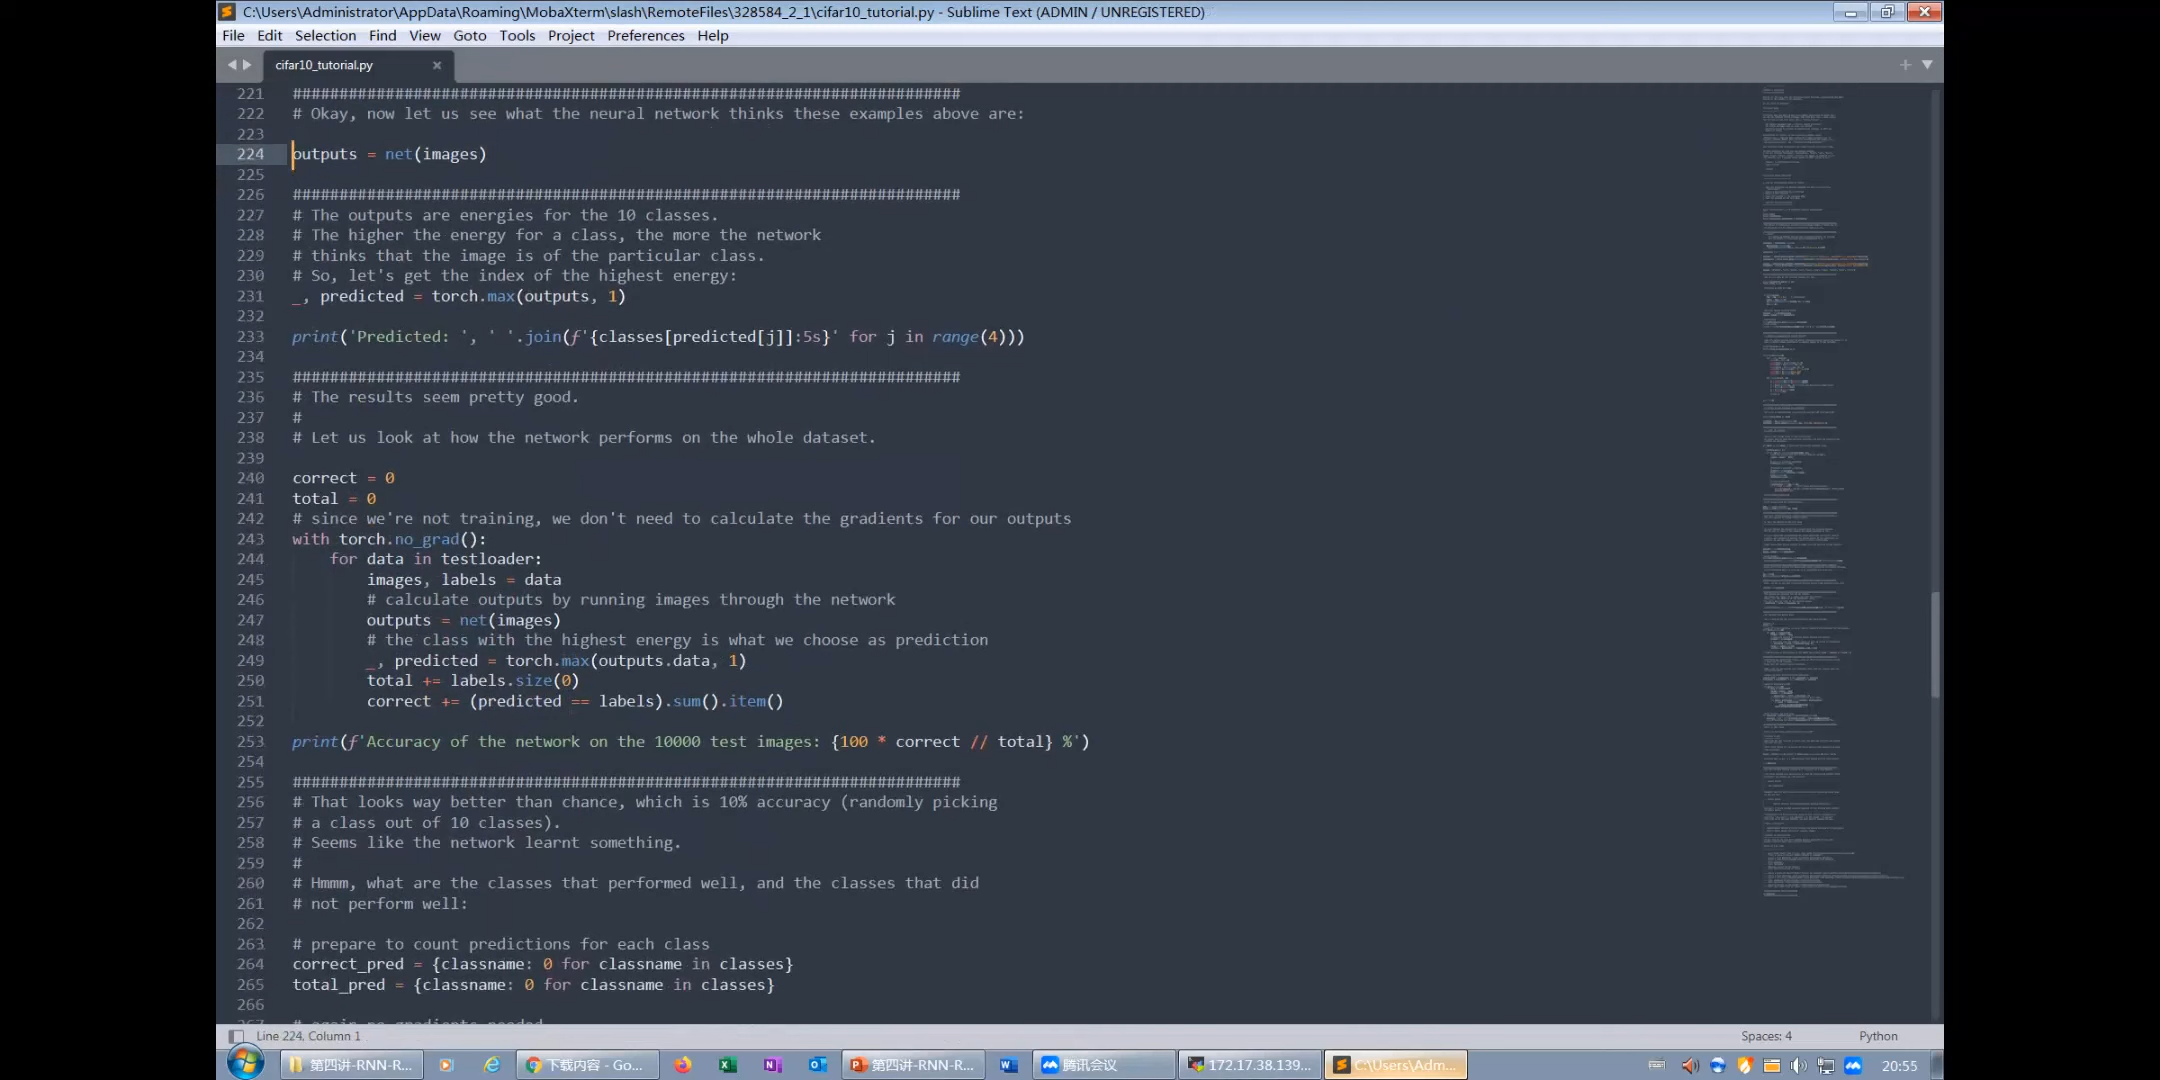 C:\Users\Administrator\AppData\Roaming\MobaXterm\slash\RemoteFiles\328584_2_1\cifar10_tutorial.py - Sublime Text (ADMIN / UNREGISTERED)
File Edit Selection Find View Goto Tools Project Preferences Help
cifar10_tutorial.py
221 ########################################################################
222 # Okay, now let us see what the neural network thinks these examples above are:
223
224 outputs = net(images)
225
226 ########################################################################
227 # The outputs are energies for the 10 classes.
228 # The higher the energy for a class, the more the network
229 # thinks that the image is of the particular class.
230 # So, let's get the index of the highest energy:
231 _, predicted = torch.max(outputs, 1)
232
233 print('Predicted: ', ' '.join(f'{classes[predicted[j]]:5s}' for j in range(4)))
234
235 ########################################################################
236 # The results seem pretty good.
237 #
238 # Let us look at how the network performs on the whole dataset.
239
240 correct = 0
241 total = 0
242 # since we're not training, we don't need to calculate the gradients for our outputs
243 with torch.no_grad():
244     for data in testloader:
245         images, labels = data
246         # calculate outputs by running images through the network
247         outputs = net(images)
248         # the class with the highest energy is what we choose as prediction
249         _, predicted = torch.max(outputs.data, 1)
250         total += labels.size(0)
251         correct += (predicted == labels).sum().item()
252
253 print(f'Accuracy of the network on the 10000 test images: {100 * correct // total} %')
254
255 ########################################################################
256 # That looks way better than chance, which is 10% accuracy (randomly picking
257 # a class out of 10 classes).
258 # Seems like the network learnt something.
259 #
260 # Hmmm, what are the classes that performed well, and the classes that did
261 # not perform well:
262
263 # prepare to count predictions for each class
264 correct_pred = {classname: 0 for classname in classes}
265 total_pred = {classname: 0 for classname in classes}
266
267 # again no gradients needed
Line 224, Column 1 Spaces: 4 Python
第四讲-RNN-R... 下载内容 - Go... 第四讲-RNN-R... 腾讯会议 172.17.38.139... C:\Users\Adm... 20:55